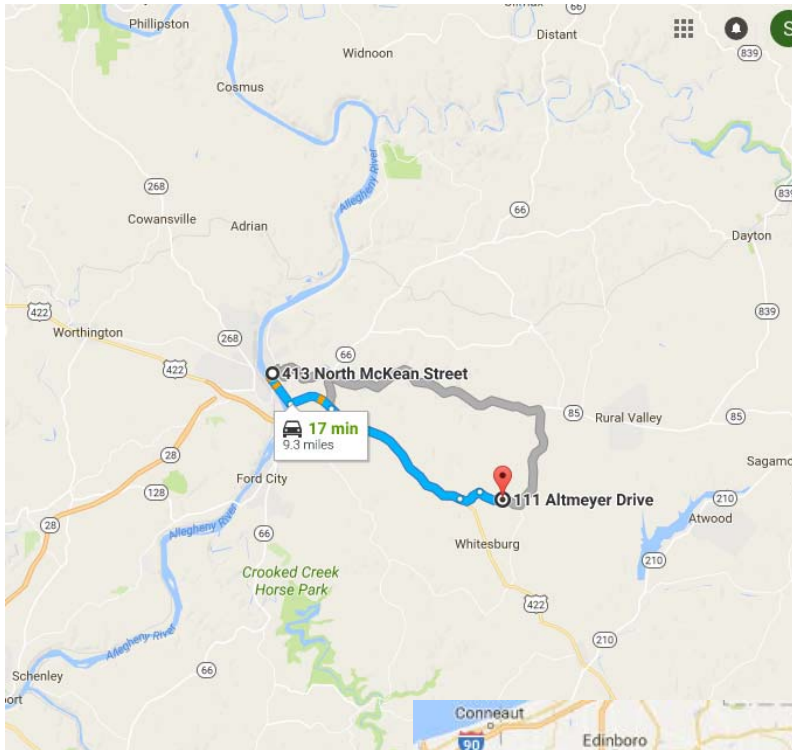 Phillipston
66
Distant
S
Widnoon
839
Cosmus
Allegheny River
268
66
839
Cowansville
Adrian
Dayton
422
268
839
Worthington
66
413 North McKean Street
422
85
Rural Valley
17 min
9.3 miles
28
Sagamo
Ford City
128
111 Altmeyer Drive
210
28
Atwood
Allegheny River
66
Whitesburg
210
Crooked Creek
Horse Park
422
210
Allegheny River
Schenley
66
port
Conneaut
90
Edinboro